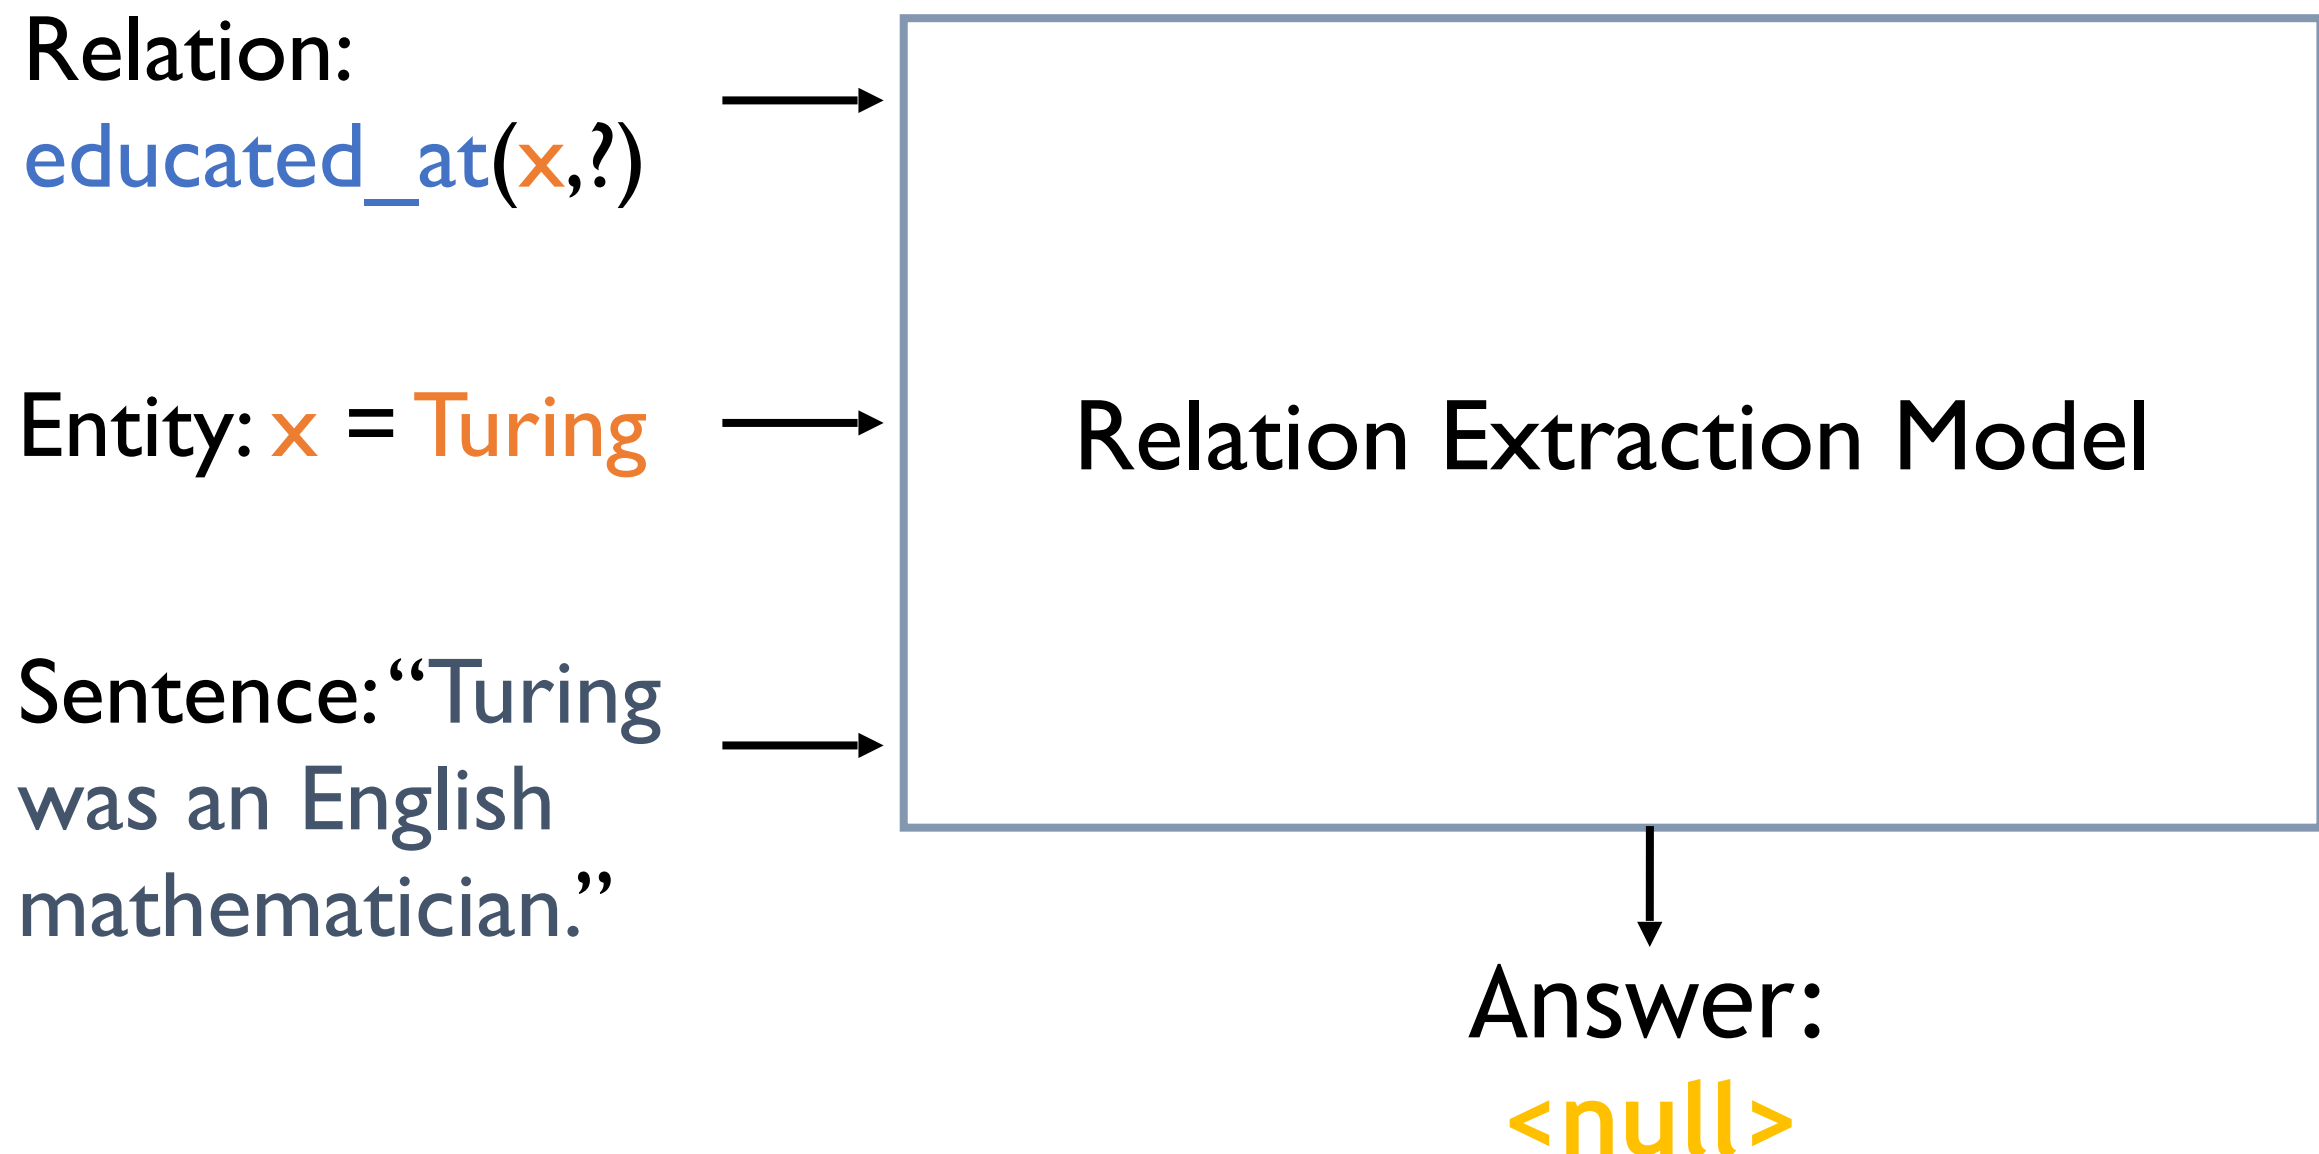 Relation:
educated_at(x,?)
Entity: x = Turing
Relation Extraction Model
Sentence: “Turing
was an English
mathematician.”
Answer:
<null>